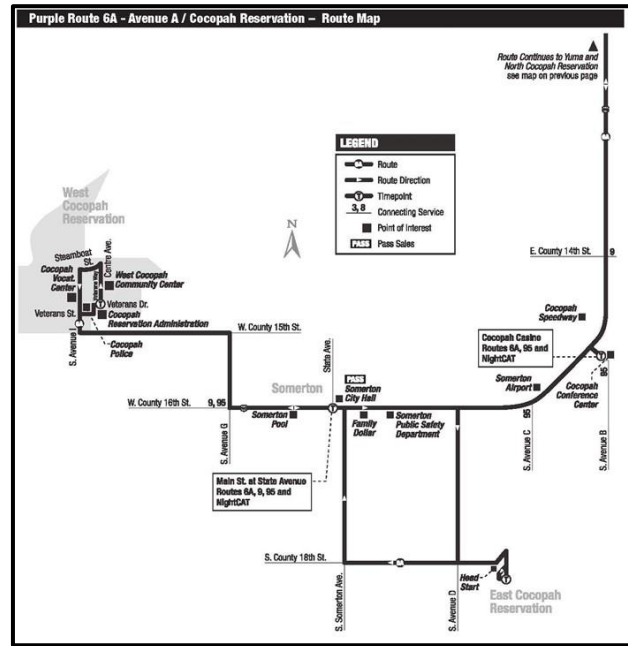 Purple Route 6A - Avenue A / Cocopah Reservation – Route Map
Route Continues to Yuma and
North Cocopah Reservation
see map on previous page
LEGEND
M Route
Route Direction
T Timepoint
3, 8 Connecting Service
Point of Interest
PASS Pass Sales
N
West
Cocopah
Reservation
Steamboat
St.
Centre Ave.
Cocopah
Vocat.
Center
West Cocopah
Community Center
Veterans Way
Veterans Dr.
Veterans St.
Cocopah
Reservation Administration
Cocopah
Police
S. Avenue I
W. County 15th St.
E. County 14th St.
9
Cocopah
Speedway
Cocopah Casino
Routes 6A, 95 and
NightCAT
State Ave.
Somerton
PASS
Somerton
City Hall
Somerton
Airport
Cocopah
Conference
Center
95
W. County 16th St.
9, 95
Somerton
Pool
Family
Dollar
Somerton
Public Safety
Department
95
S. Avenue G
S. Avenue C
S. Avenue B
Main St. at State Avenue
Routes 6A, 9, 95 and
NightCAT
S. County 18th St.
M
Head
Start
T
S. Somerton Ave.
S. Avenue D
East Cocopah
Reservation